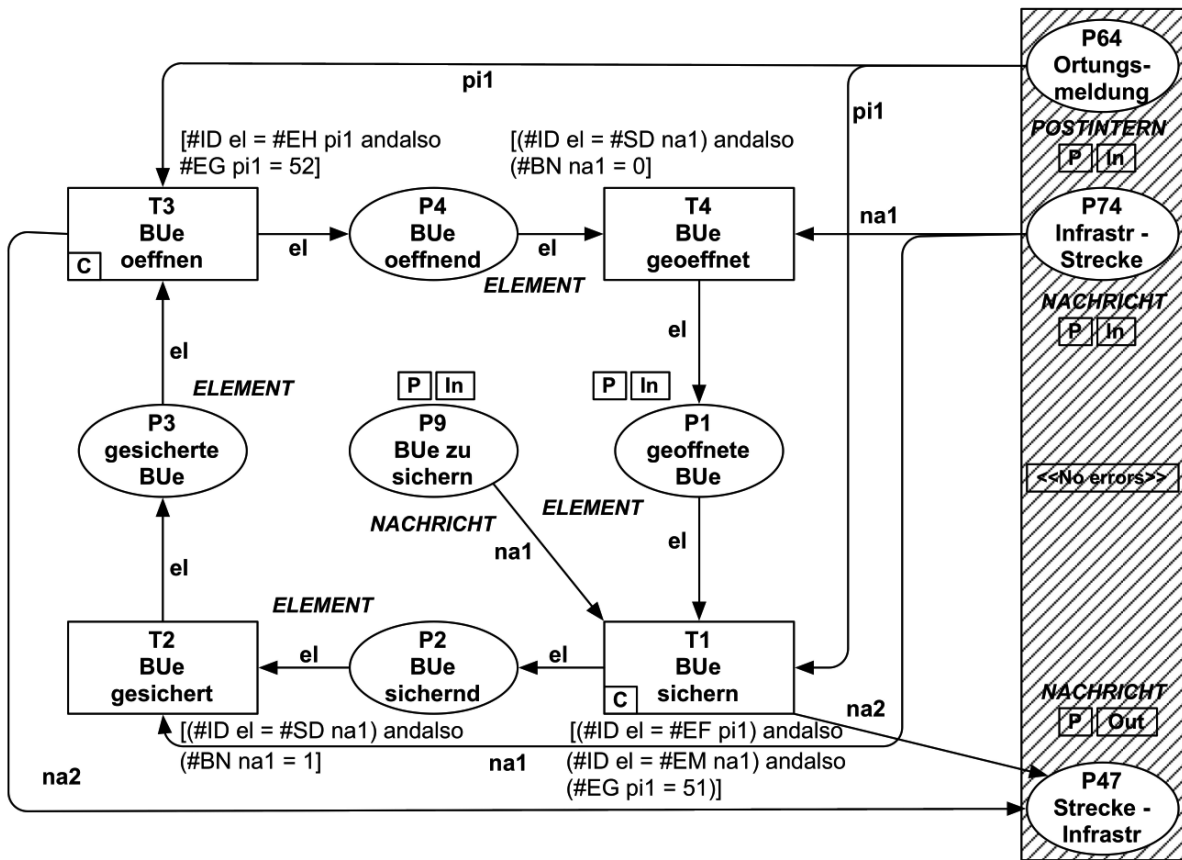 P64
Ortungs-
meldung
pi1
pi1
POSTINTERN
P In
[#ID el = #EH pi1 andalso
#EG pi1 = 52]
[(#ID el = #SD na1) andalso
(#BN na1 = 0]
T3
BUe
oeffnen
C
el
P4
BUe
oeffnend
el
ELEMENT
T4
BUe
geoeffnet
na1
P74
Infrastr -
Strecke
NACHRICHT
P In
el
el
ELEMENT
P In
P In
P3
gesicherte
BUe
P9
BUe zu
sichern
P1
geoffnete
BUe
<<No errors>>
NACHRICHT
ELEMENT
na1
el
el
ELEMENT
T2
BUe
gesichert
el
P2
BUe
sichernd
el
T1
BUe
sichern
C
na2
NACHRICHT
P Out
[(#ID el = #SD na1) andalso
(#BN na1 = 1]
na1
[(#ID el = #EF pi1) andalso
(#ID el = #EM na1) andalso
(#EG pi1 = 51)]
na2
P47
Strecke -
Infrastr